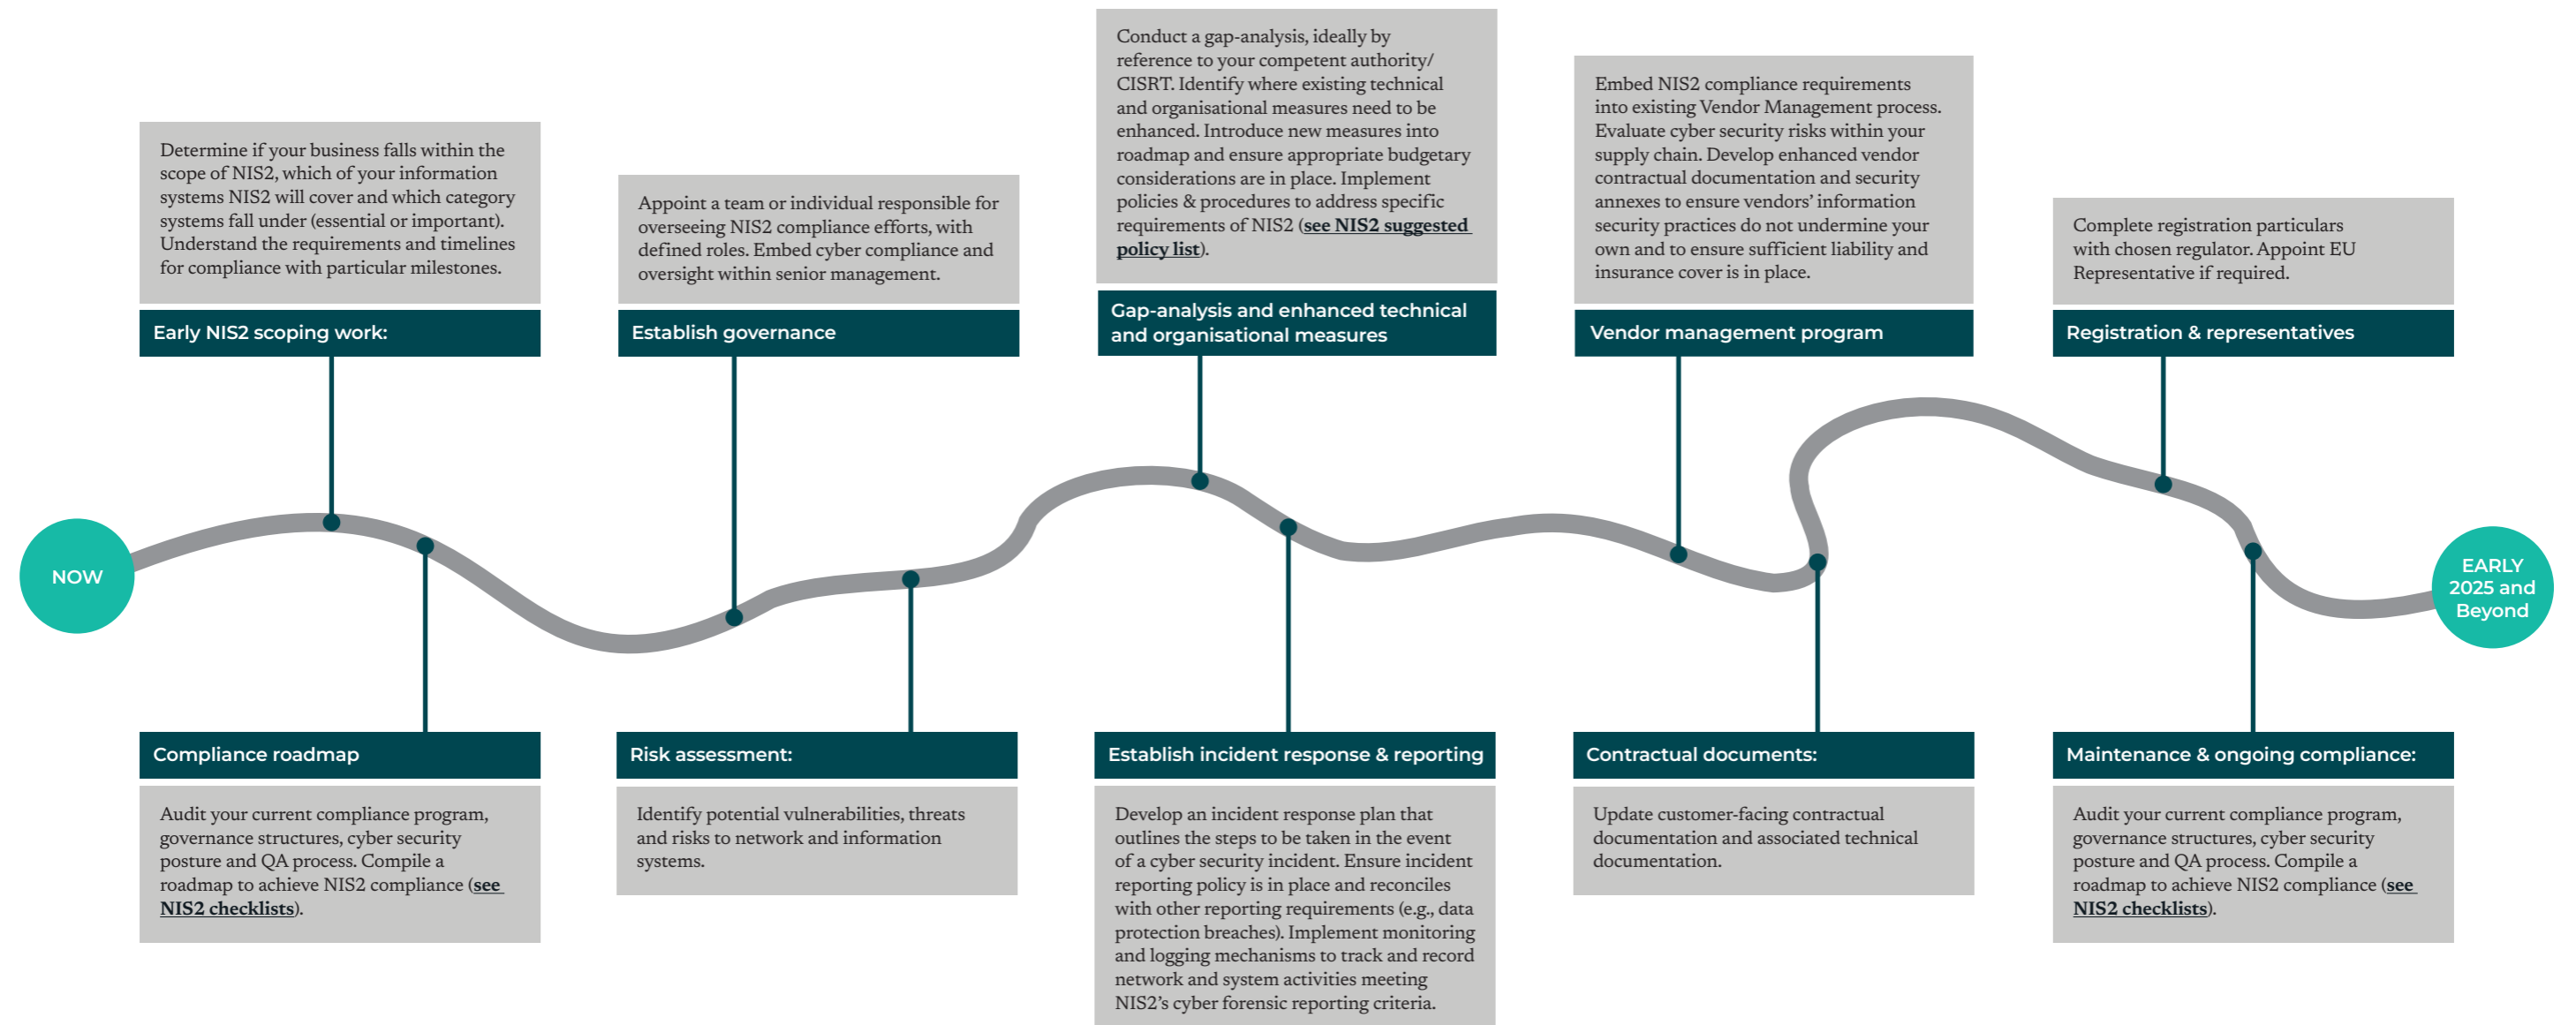 NOW
Determine if your business falls within the
scope of NIS2, which of your information
systems NIS2 will cover and which category
systems fall under (essential or important).
Understand the requirements and timelines
for compliance with particular milestones.
Early NIS2 scoping work:
Compliance roadmap
Audit your current compliance program,
governance structures, cyber security
posture and QA process. Compile a
roadmap to achieve NIS2 compliance (see
NIS2 checklists).
Appoint a team or individual responsible for
overseeing NIS2 compliance efforts, with
defined roles. Embed cyber compliance and
oversight within senior management.
Establish governance
Risk assessment:
Identify potential vulnerabilities, threats
and risks to network and information
systems.
Conduct a gap-analysis, ideally by
reference to your competent authority/
CISRT. Identify where existing technical
and organisational measures need to be
enhanced. Introduce new measures into
roadmap and ensure appropriate budgetary
considerations are in place. Implement
policies & procedures to address specific
requirements of NIS2 (see NIS2 suggested
policy list).
Gap-analysis and enhanced technical
and organisational measures
Establish incident response & reporting
Develop an incident response plan that
outlines the steps to be taken in the event
of a cyber security incident. Ensure incident
reporting policy is in place and reconciles
with other reporting requirements (e.g., data
protection breaches). Implement monitoring
and logging mechanisms to track and record
network and system activities meeting
NIS2’s cyber forensic reporting criteria.
Embed NIS2 compliance requirements
into existing Vendor Management process.
Evaluate cyber security risks within your
supply chain. Develop enhanced vendor
contractual documentation and security
annexes to ensure vendors’ information
security practices do not undermine your
own and to ensure sufficient liability and
insurance cover is in place.
Vendor management program
Contractual documents:
Update customer-facing contractual
documentation and associated technical
documentation.
Complete registration particulars
with chosen regulator. Appoint EU
Representative if required.
Registration & representatives
Maintenance & ongoing compliance:
Audit your current compliance program,
governance structures, cyber security
posture and QA process. Compile a
roadmap to achieve NIS2 compliance (see
NIS2 checklists).
EARLY
2025 and
Beyond